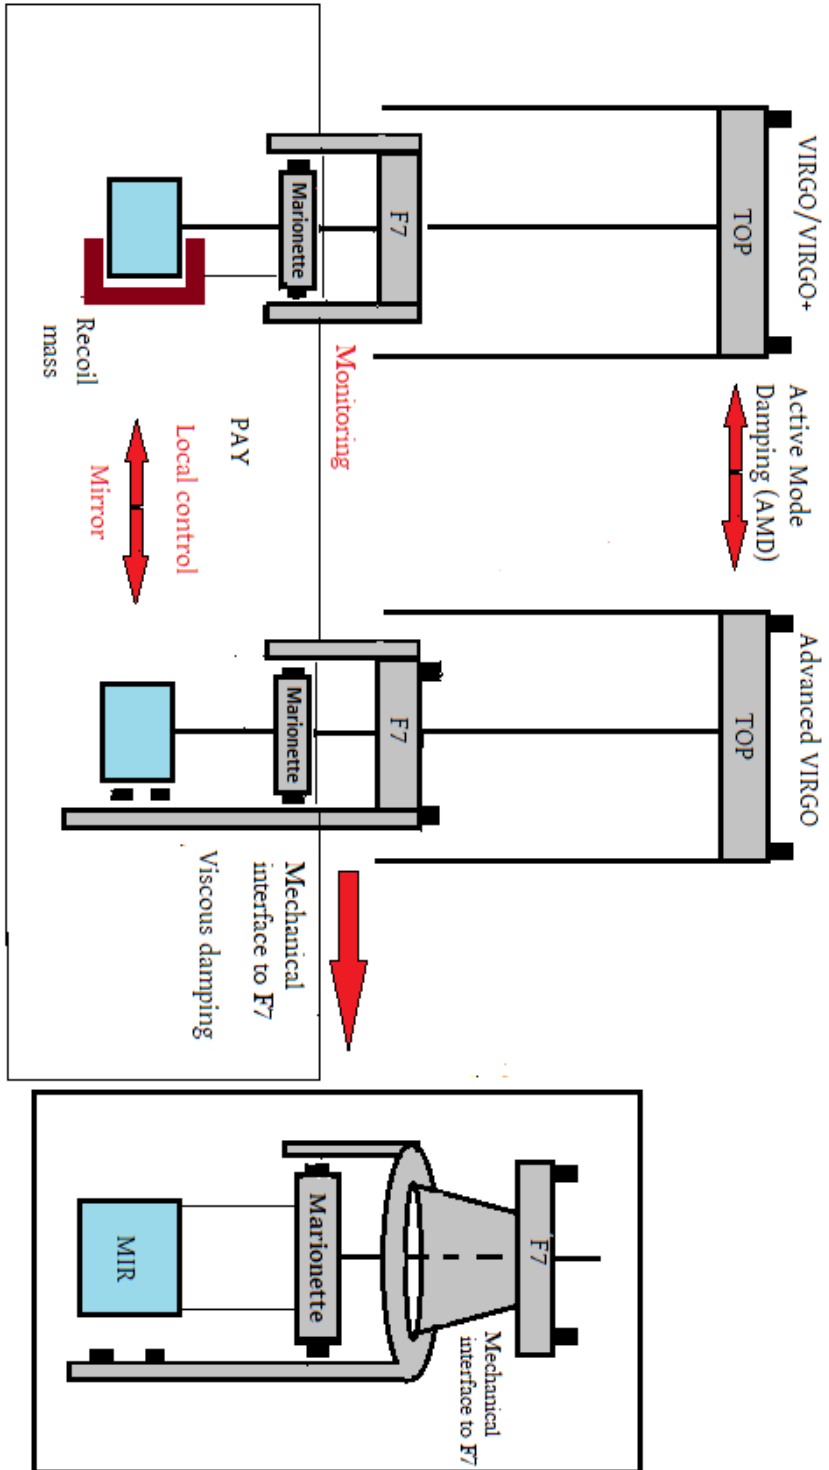 VIRGO/VIRGO+
Active Mode
Damping (AMD)
Advanced VIRGO
TOP
TOP
F7
F7
Marionette
Marionette
Monitoring
PAY
Local control
Mirror
Recoil
mass
Mechanical
interface to F7
Viscous damping
F7
Mechanical
interface to F7
Marionette
MIR